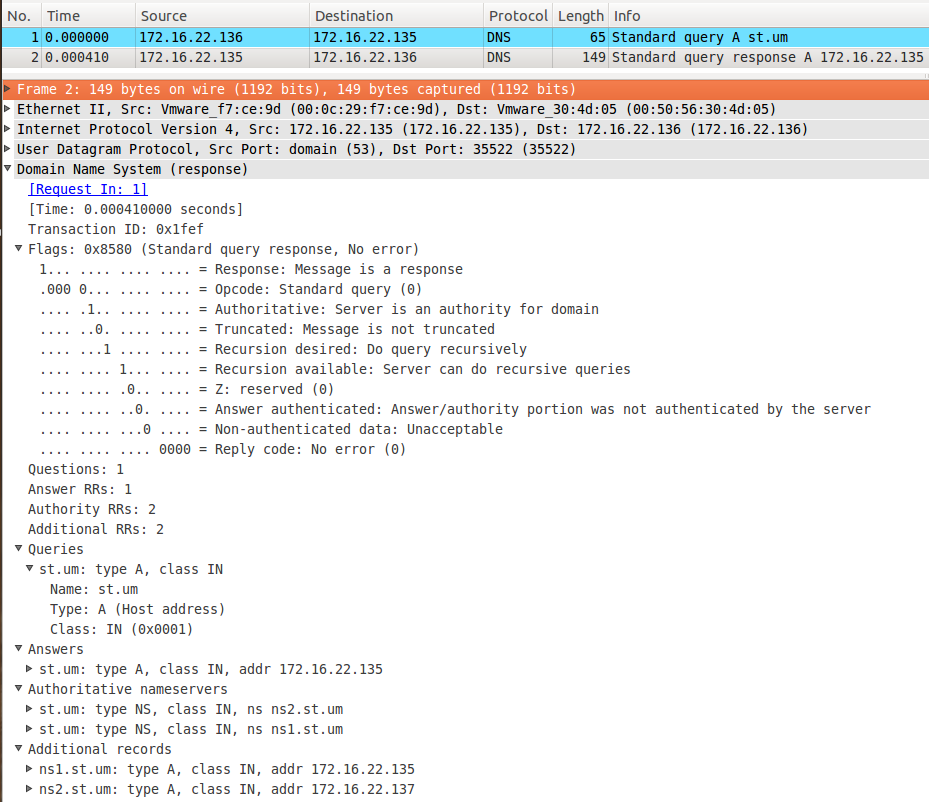 No. Time Source Destination Protocol Length Info
1 0.000000 172.16.22.136 172.16.22.135 DNS 65 Standard query A st.um
2 0.000410 172.16.22.135 172.16.22.136 DNS 149 Standard query response A 172.16.22.135
Frame 2: 149 bytes on wire (1192 bits), 149 bytes captured (1192 bits)
Ethernet II, Src: Vmware_f7:ce:9d (00:0c:29:f7:ce:9d), Dst: Vmware_30:4d:05 (00:50:56:30:4d:05)
Internet Protocol Version 4, Src: 172.16.22.135 (172.16.22.135), Dst: 172.16.22.136 (172.16.22.136)
User Datagram Protocol, Src Port: domain (53), Dst Port: 35522 (35522)
Domain Name System (response)
[Request In: 1]
[Time: 0.000410000 seconds]
Transaction ID: 0x1fef
Flags: 0x8580 (Standard query response, No error)
1... .... .... .... = Response: Message is a response
.000 0... .... .... = Opcode: Standard query (0)
.... .1.. .... .... = Authoritative: Server is an authority for domain
.... ..0. .... .... = Truncated: Message is not truncated
.... ...1 .... .... = Recursion desired: Do query recursively
.... .... 1... .... = Recursion available: Server can do recursive queries
.... .... .0.. .... = Z: reserved (0)
.... .... ..0. .... = Answer authenticated: Answer/authority portion was not authenticated by the server
.... .... ...0 .... = Non-authenticated data: Unacceptable
.... .... .... 0000 = Reply code: No error (0)
Questions: 1
Answer RRs: 1
Authority RRs: 2
Additional RRs: 2
Queries
st.um: type A, class IN
Name: st.um
Type: A (Host address)
Class: IN (0x0001)
Answers
st.um: type A, class IN, addr 172.16.22.135
Authoritative nameservers
st.um: type NS, class IN, ns ns2.st.um
st.um: type NS, class IN, ns ns1.st.um
Additional records
ns1.st.um: type A, class IN, addr 172.16.22.135
ns2.st.um: type A, class IN, addr 172.16.22.137